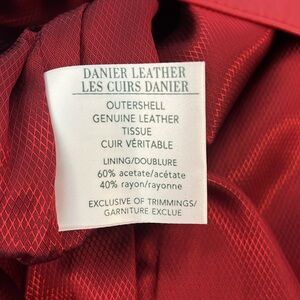 DANIER LEATHER
LES CUIRS DANIER
OUTERSHELL
GENUINE LEATHER
TISSUE
CUIR VÉRITABLE
LINING/DOUBLURE
60% acetate/acétate
40% rayon/rayonne
EXCLUSIVE OF TRIMMINGS/
GARNITURE EXCLUE